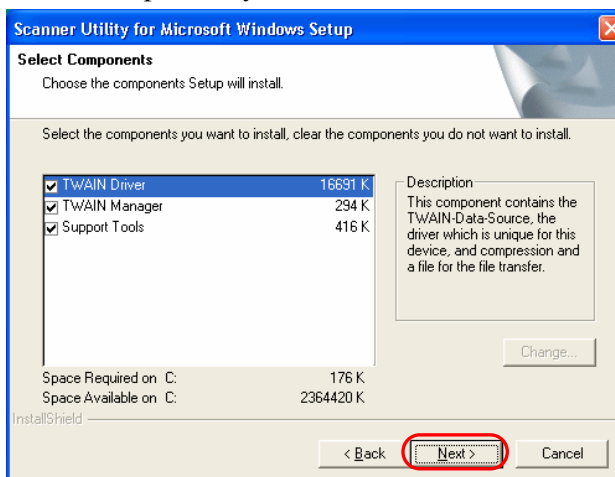 Scanner Utility for Microsoft Windows Setup
Select Components
Choose the components Setup will install.
Select the components you want to install, clear the components you do not want to install.
TWAIN Driver 16691 K
TWAIN Manager 294 K
Support Tools 416 K
Description
This component contains the
TWAIN-Data-Source, the
driver which is unique for this
device, and compression and
a file for the file transfer.
Change...
Space Required on C: 176 K
Space Available on C: 2364420 K
InstallShield
< Back Next > Cancel